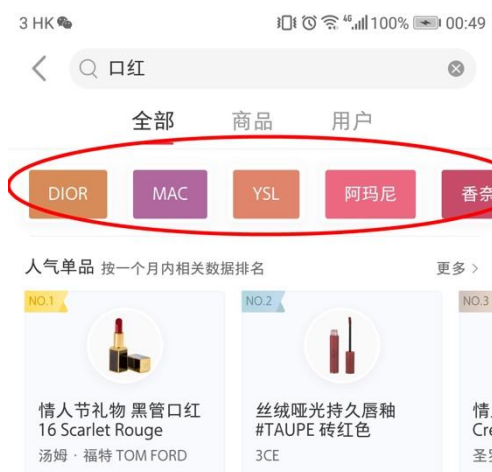 3 HK 46 100% 00:49
口红
全部 商品 用户
DIOR MAC YSL 阿玛尼 香奈
人气单品 按一个月内相关数据排名 更多 >
NO.1 NO.2 NO.3
情人节礼物 黑管口红 丝绒哑光持久唇釉 情
16 Scarlet Rouge #TAUPE 砖红色 Cre
汤姆 · 福特 TOM FORD 3CE 圣